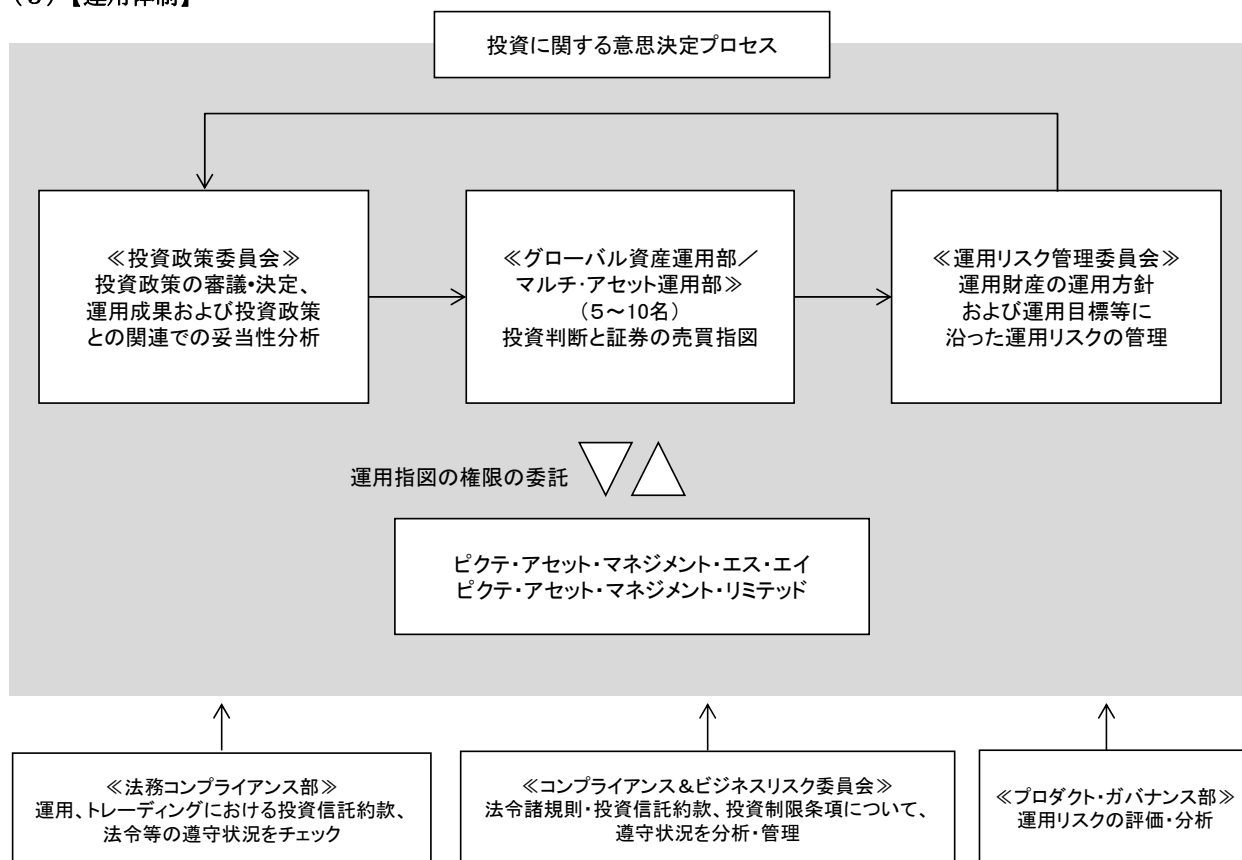 (3)【運用体制】
投資に関する意思決定プロセス
≪投資政策委員会≫
投資政策の審議・決定、
運用成果および投資政策
との関連での妥当性分析
≪グローバル資産運用部／
マルチ・アセット運用部≫
（5～10名）
投資判断と証券の売買指図
≪運用リスク管理委員会≫
運用財産の運用方針
および運用目標等に
沿った運用リスクの管理
運用指図の権限の委託
ピクテ・アセット・マネジメント・エス・エイ
ピクテ・アセット・マネジメント・リミテッド
≪法務コンプライアンス部≫
運用、トレーディングにおける投資信託約款、
法令等の遵守状況をチェック
≪コンプライアンス＆ビジネスリスク委員会≫
法令諸規則・投資信託約款、投資制限条項について、
遵守状況を分析・管理
≪プロダクト・ガバナンス部≫
運用リスクの評価・分析